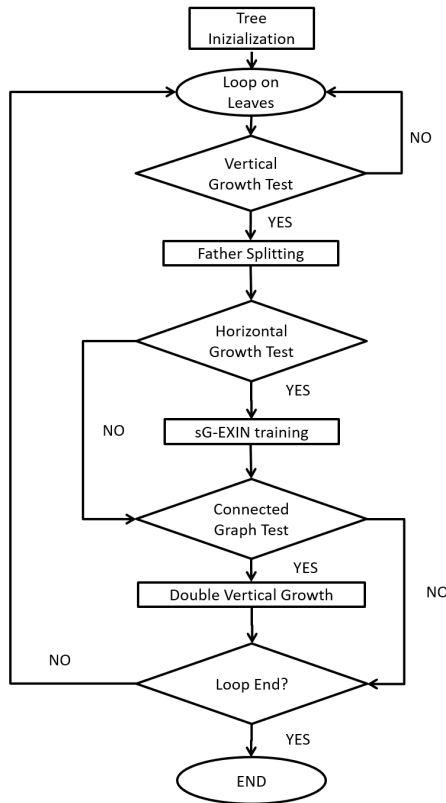 Tree
Inizialization
Loop on
Leaves
NO
Vertical
Growth Test
YES
Father Splitting
Horizontal
Growth Test
YES
NO
sG-EXIN training
Connected
Graph Test
YES
NO
Double Vertical Growth
NO
Loop End?
YES
END